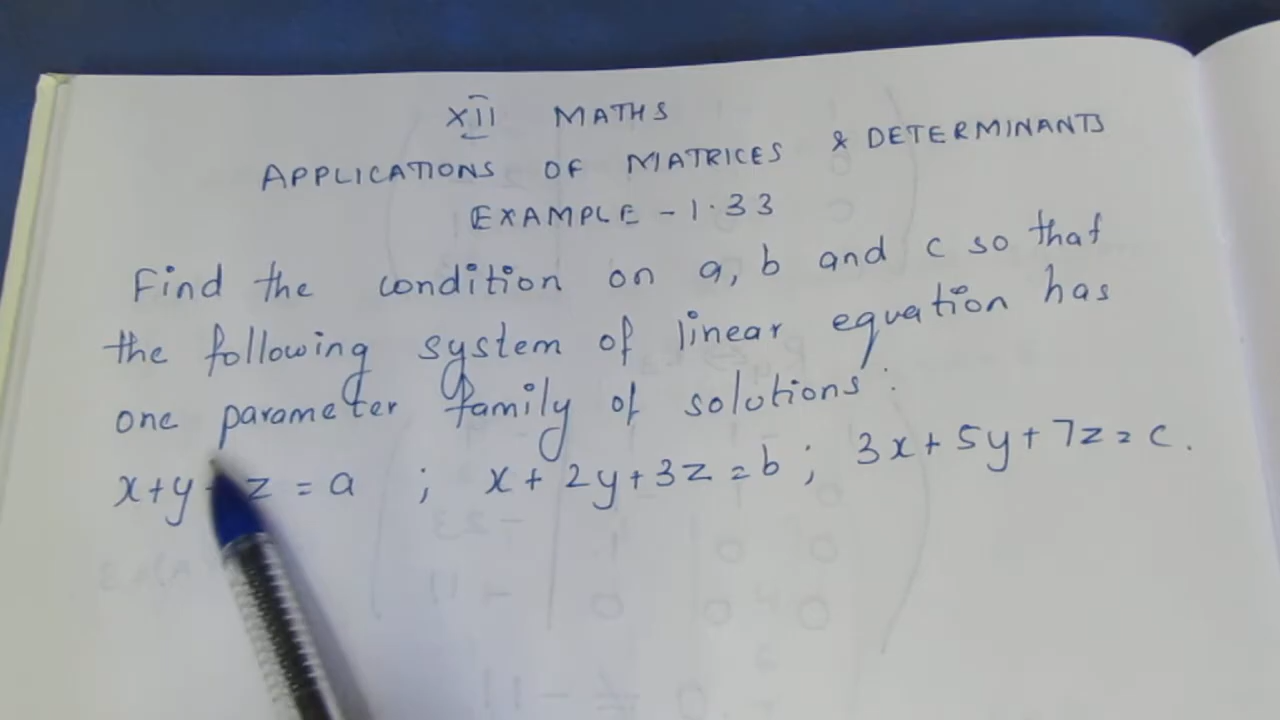 XII MATHS
APPLICATIONS OF MATRICES & DETERMINANTS
EXAMPLE - 1.33
Find the condition on a, b and c so that
the following system of linear equation has
one parameter family of solutions:
x+y z = a ; x + 2y + 3z = b ; 3x + 5y + 7z = c.